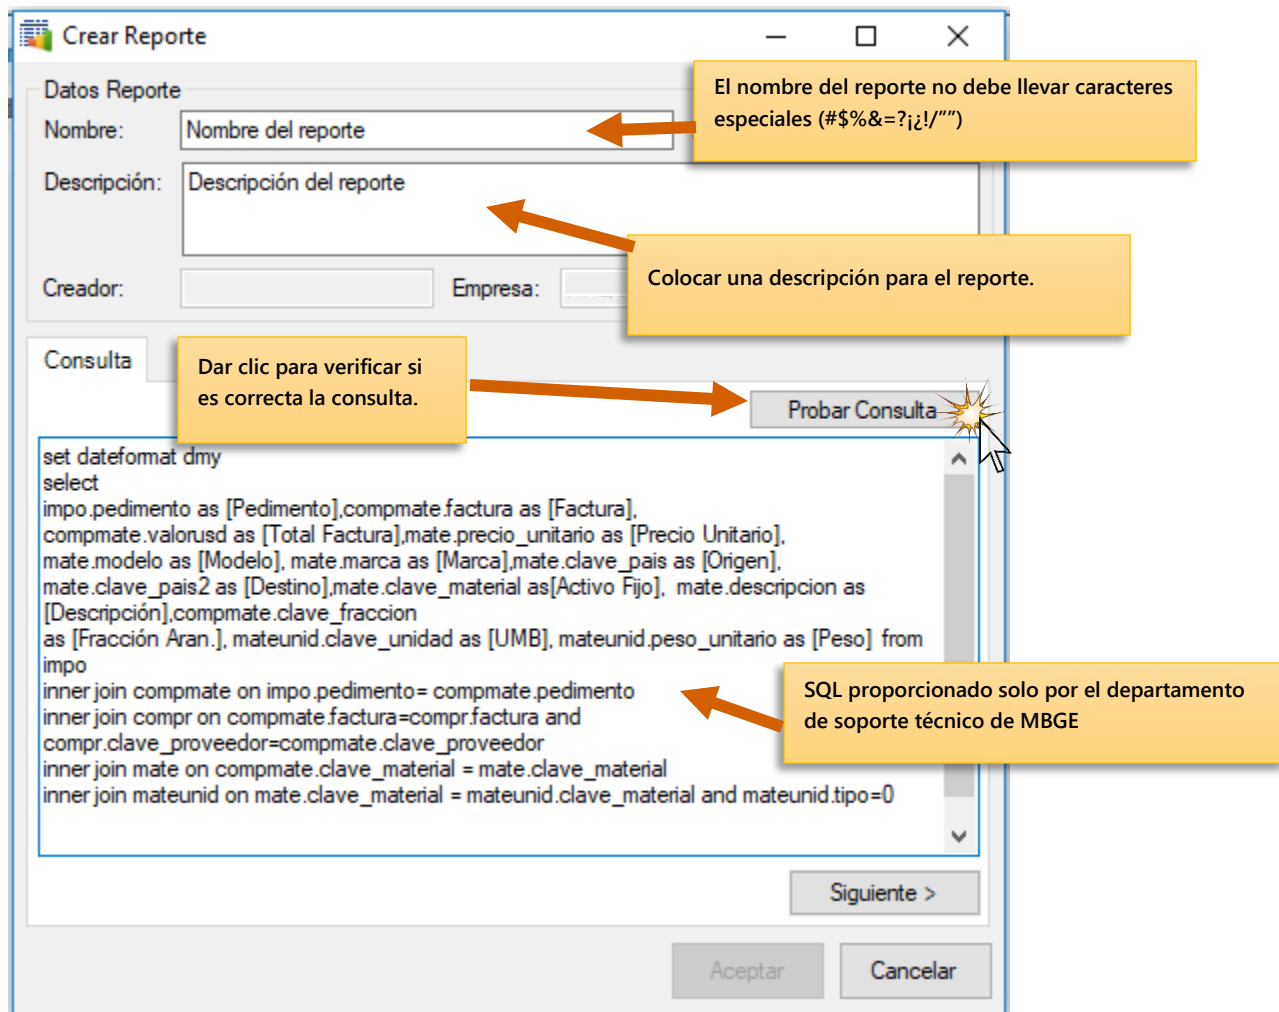 Crear Reporte
Datos Reporte
El nombre del reporte no debe llevar caracteres
especiales (#$%&=?¡¿!/””)
Nombre:
Nombre del reporte
Descripción:
Descripción del reporte
Colocar una descripción para el reporte.
Creador:
Empresa:
Consulta
Dar clic para verificar si
es correcta la consulta.
Probar Consulta
set dateformat dmy
select
impo.pedimento as [Pedimento],compmate.factura as [Factura],
compmate.valorusd as [Total Factura],mate.precio_unitario as [Precio Unitario],
mate.modelo as [Modelo], mate.marca as [Marca],mate.clave_pais as [Origen],
mate.clave_pais2 as [Destino],mate.clave_material as[Activo Fijo],  mate.descripcion as
[Descripción],compmate.clave_fraccion
as [Fracción Aran.], mateunid.clave_unidad as [UMB], mateunid.peso_unitario as [Peso]  from
impo
inner join compmate on impo.pedimento= compmate.pedimento
inner join compr on compmate.factura=compr.factura and
compr.clave_proveedor=compmate.clave_proveedor
inner join mate on compmate.clave_material = mate.clave_material
inner join mateunid on mate.clave_material = mateunid.clave_material and mateunid.tipo=0
SQL proporcionado solo por el departamento
de soporte técnico de MBGE
Siguiente >
Aceptar
Cancelar